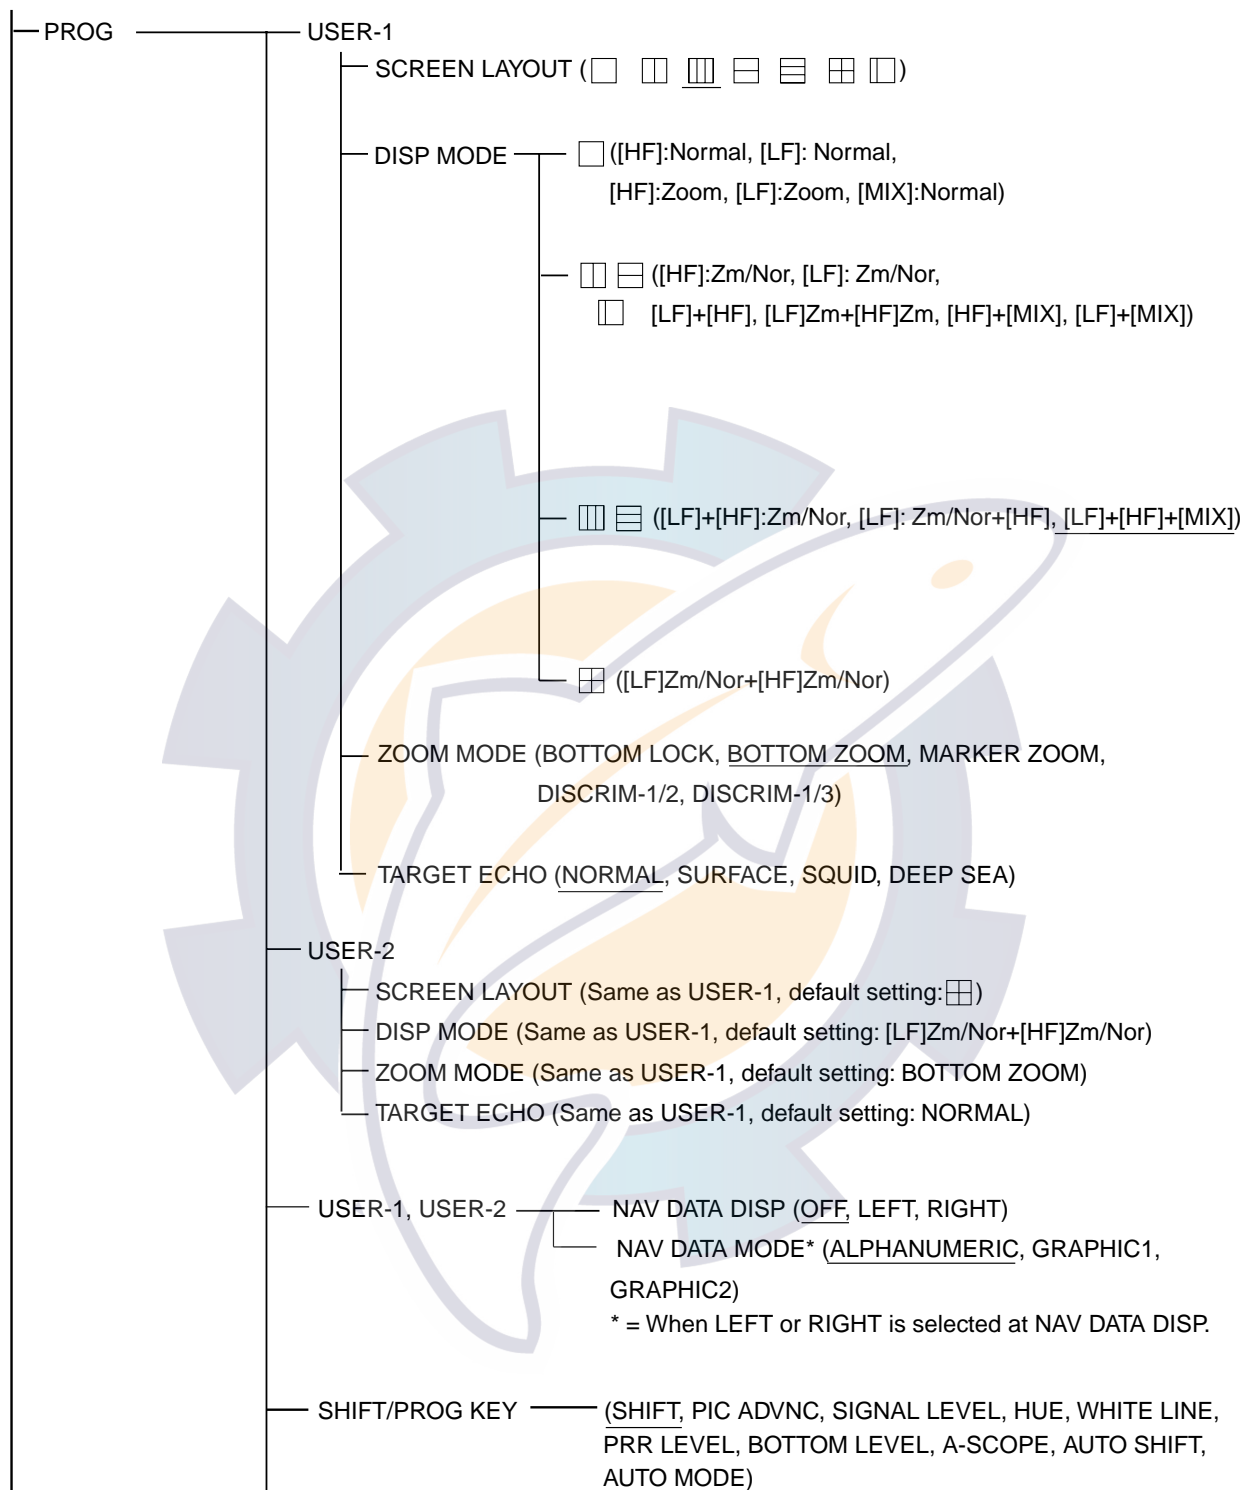 PROG
USER-1
SCREEN LAYOUT ( )
DISP MODE
([HF]:Normal, [LF]: Normal,
[HF]:Zoom, [LF]:Zoom, [MIX]:Normal)
([HF]:Zm/Nor, [LF]: Zm/Nor,
[LF]+[HF], [LF]Zm+[HF]Zm, [HF]+[MIX], [LF]+[MIX])
([LF]+[HF]:Zm/Nor, [LF]: Zm/Nor+[HF], [LF]+[HF]+[MIX])
([LF]Zm/Nor+[HF]Zm/Nor)
ZOOM MODE (BOTTOM LOCK, BOTTOM ZOOM, MARKER ZOOM,
DISCRIM-1/2, DISCRIM-1/3)
TARGET ECHO (NORMAL, SURFACE, SQUID, DEEP SEA)
USER-2
SCREEN LAYOUT (Same as USER-1, default setting: )
DISP MODE (Same as USER-1, default setting: [LF]Zm/Nor+[HF]Zm/Nor)
ZOOM MODE (Same as USER-1, default setting: BOTTOM ZOOM)
TARGET ECHO (Same as USER-1, default setting: NORMAL)
USER-1, USER-2
NAV DATA DISP (OFF, LEFT, RIGHT)
NAV DATA MODE* (ALPHANUMERIC, GRAPHIC1,
GRAPHIC2)
* = When LEFT or RIGHT is selected at NAV DATA DISP.
SHIFT/PROG KEY
(SHIFT, PIC ADVNC, SIGNAL LEVEL, HUE, WHITE LINE,
PRR LEVEL, BOTTOM LEVEL, A-SCOPE, AUTO SHIFT,
AUTO MODE)